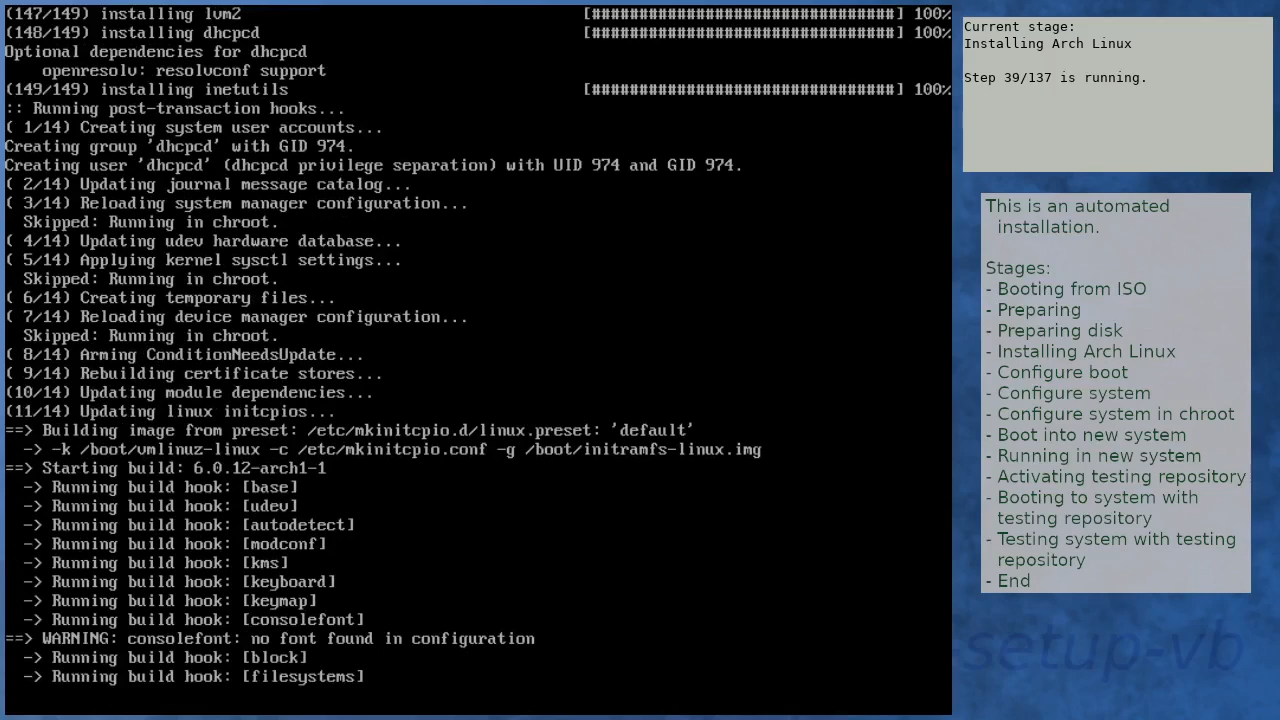 (147/149) installing lvm2 [################################] 100%
(148/149) installing dhcpcd [################################] 100%
Optional dependencies for dhcpcd
    openresolv: resolvconf support
(149/149) installing inetutils [################################] 100%
:: Running post-transaction hooks...
( 1/14) Creating system user accounts...
Creating group 'dhcpcd' with GID 974.
Creating user 'dhcpcd' (dhcpcd privilege separation) with UID 974 and GID 974.
( 2/14) Updating journal message catalog...
( 3/14) Reloading system manager configuration...
  Skipped: Running in chroot.
( 4/14) Updating udev hardware database...
( 5/14) Applying kernel sysctl settings...
  Skipped: Running in chroot.
( 6/14) Creating temporary files...
( 7/14) Reloading device manager configuration...
  Skipped: Running in chroot.
( 8/14) Arming ConditionNeedsUpdate...
( 9/14) Rebuilding certificate stores...
(10/14) Updating module dependencies...
(11/14) Updating linux initcpios...
==> Building image from preset: /etc/mkinitcpio.d/linux.preset: 'default'
  -> -k /boot/vmlinuz-linux -c /etc/mkinitcpio.conf -g /boot/initramfs-linux.img
==> Starting build: 6.0.12-arch1-1
  -> Running build hook: [base]
  -> Running build hook: [udev]
  -> Running build hook: [autodetect]
  -> Running build hook: [modconf]
  -> Running build hook: [kms]
  -> Running build hook: [keyboard]
  -> Running build hook: [keymap]
  -> Running build hook: [consolefont]
==> WARNING: consolefont: no font found in configuration
  -> Running build hook: [block]
  -> Running build hook: [filesystems]
Current stage:
Installing Arch Linux
Step 39/137 is running.
This is an automated
installation.
Stages:
- Booting from ISO
- Preparing
- Preparing disk
- Installing Arch Linux
- Configure boot
- Configure system
- Configure system in chroot
- Boot into new system
- Running in new system
- Activating testing repository
- Booting to system with
testing repository
- Testing system with testing
repository
- End
-setup-vb